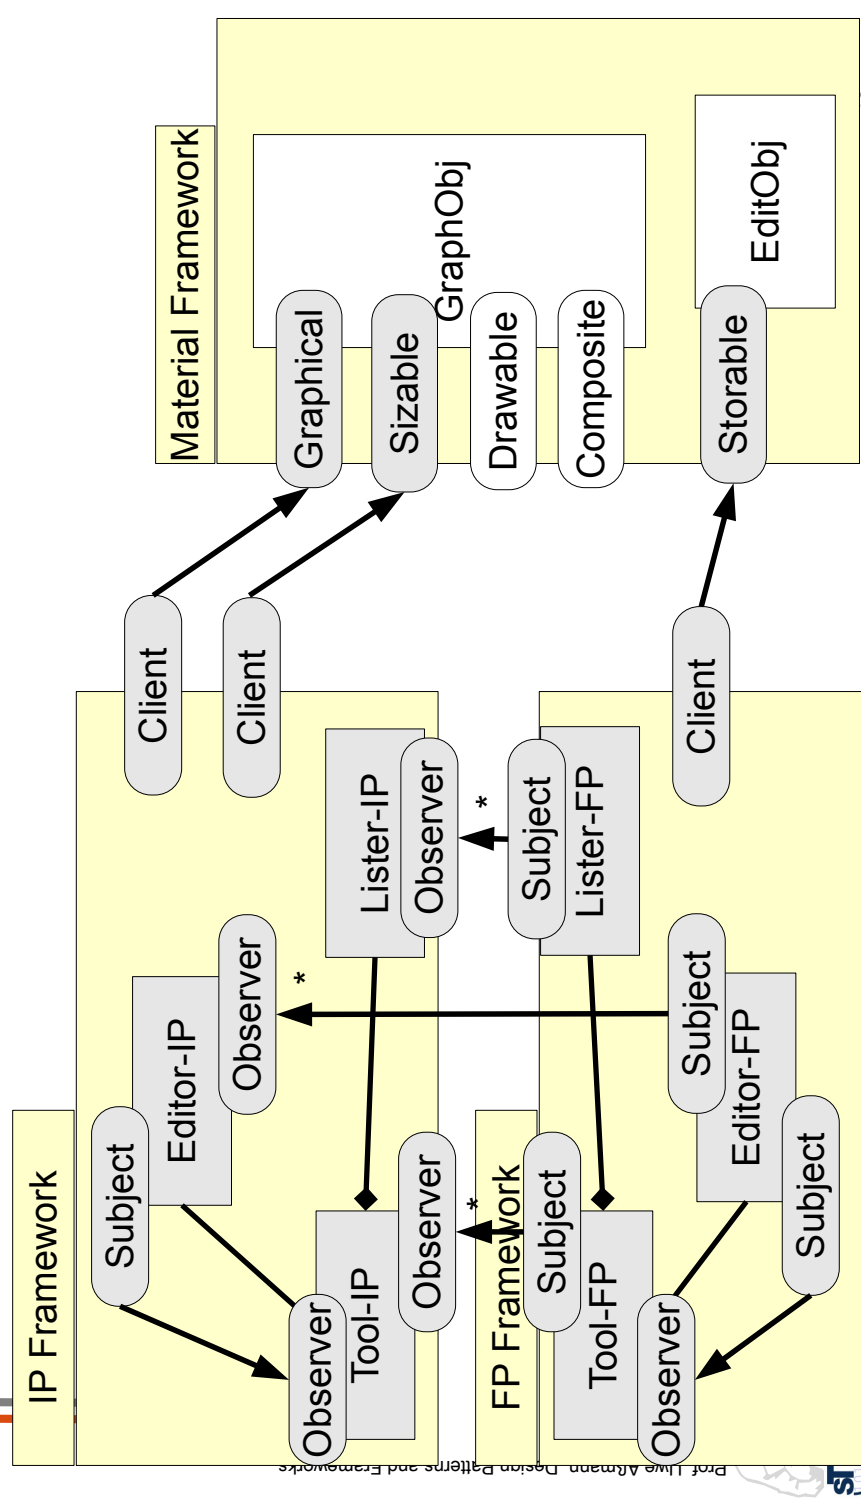 IP Framework
Subject
Editor-IP
Observer
Observer
Tool-IP
Observer
Lister-IP
Observer
Client
Client
*
*
*
FP Framework
Subject
Tool-FP
Observer
Subject
Lister-FP
Subject
Editor-FP
Subject
Client
Material Framework
Graphical
Sizable
Drawable
Composite
GraphObj
Storable
EditObj
Prof. Uwe Aßmann, Design Patterns and Frameworks